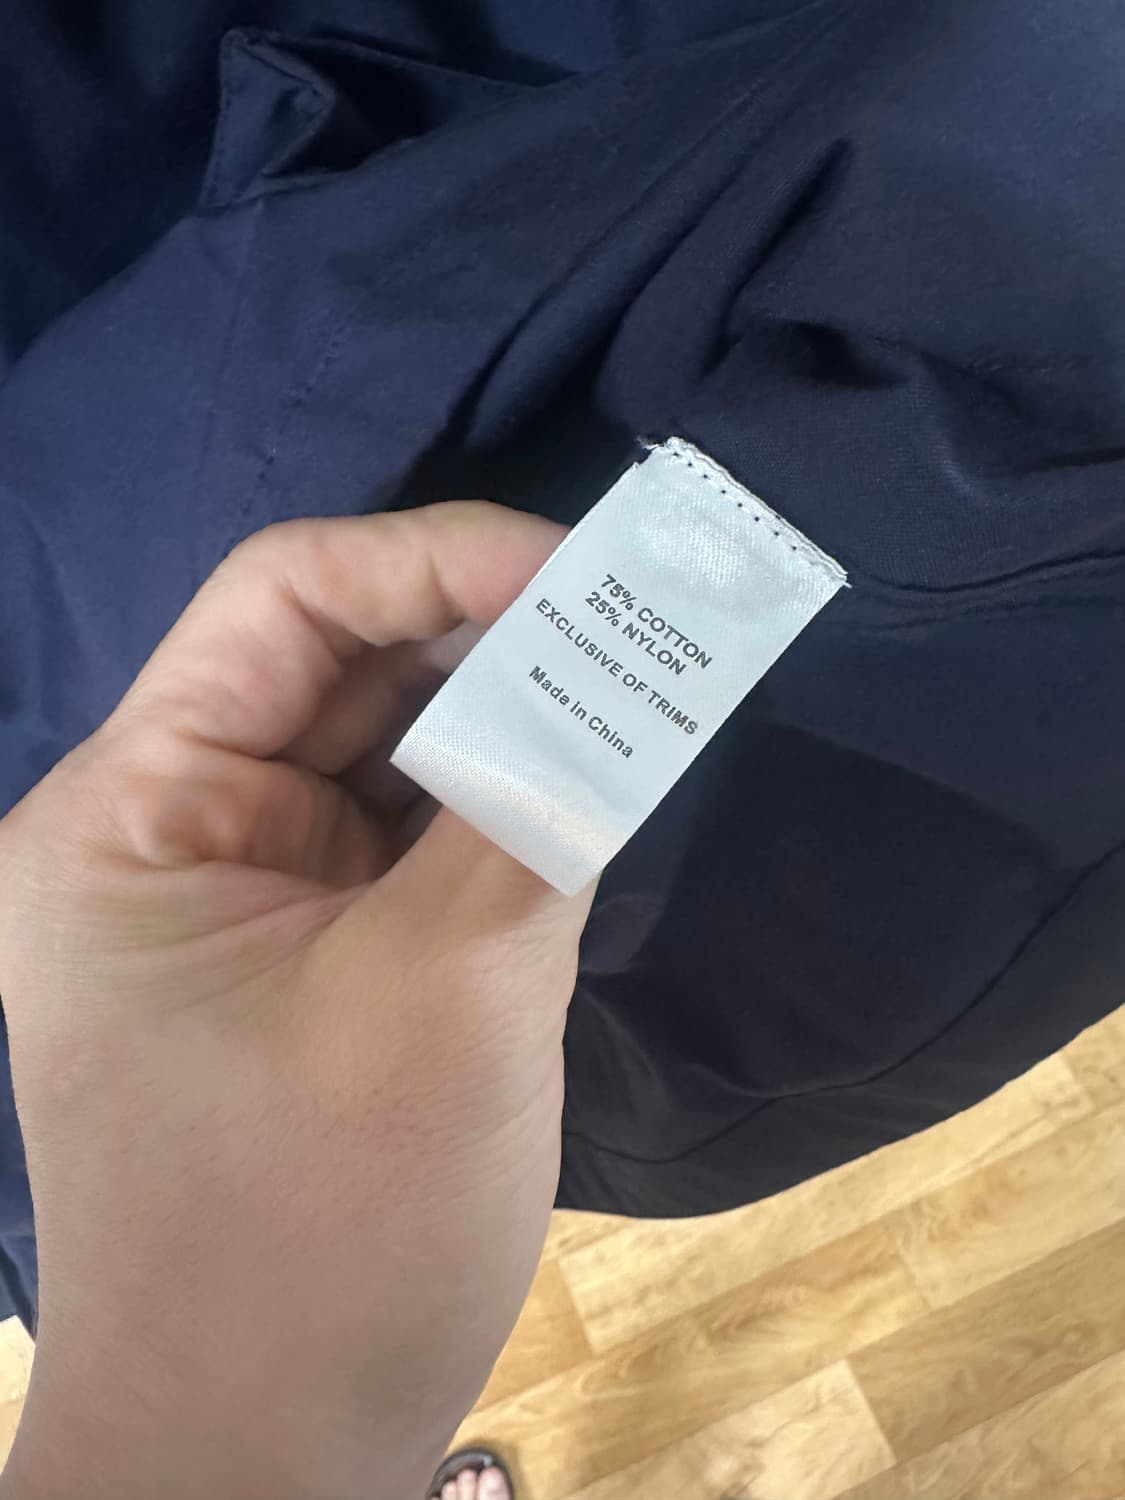 75% COTTON
25% NYLON
EXCLUSIVE OF TRIMS
Made in China